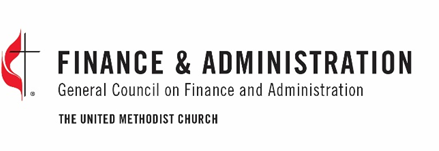 FINANCE & ADMINISTRATION
General Council on Finance and Administration
THE UNITED METHODIST CHURCH
®